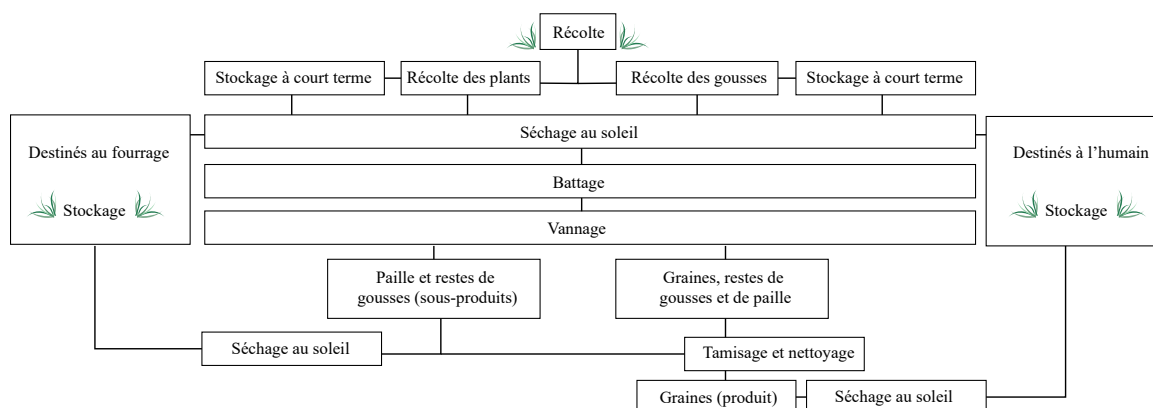 Récolte
Stockage à court terme
Récolte des plants
Récolte des gousses
Stockage à court terme
Séchage au soleil
Destinés au fourrage
Stockage
Destinés à l’humain
Stockage
Battage
Vannage
Paille et restes de
gousses (sous-produits)
Graines, restes de
gousses et de paille
Séchage au soleil
Tamisage et nettoyage
Graines (produit)
Séchage au soleil